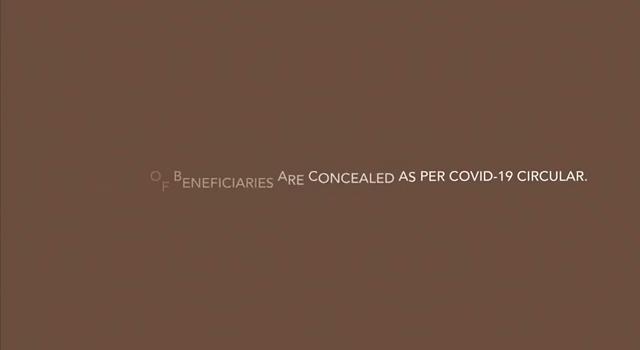 OF BENEFICIARIES ARE CONCEALED AS PER COVID-19 CIRCULAR.